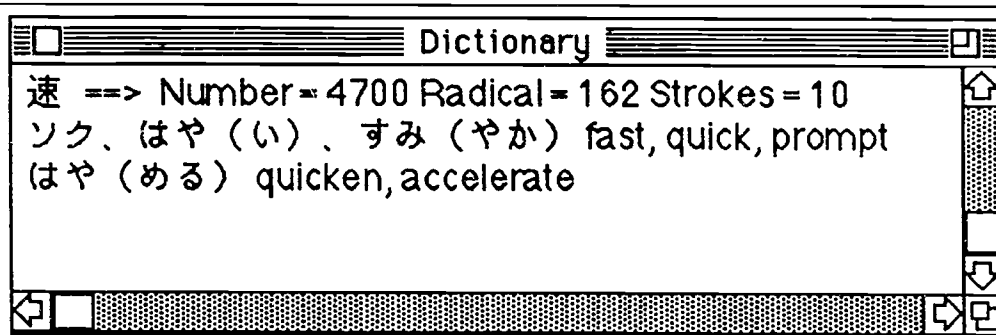 Dictionary
速 ==> Number = 4700 Radical = 162 Strokes = 10
ソク、はや（い）、すみ（やか）fast, quick, prompt
はや（める）quicken, accelerate